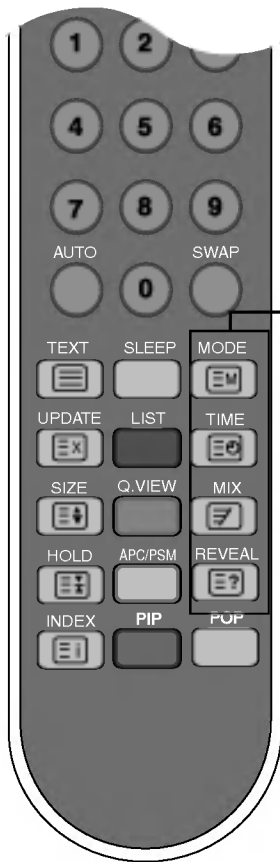 1 2
4 5 6
7 8 9
AUTO SWAP
0
TEXT SLEEP MODE
M
UPDATE LIST TIME
X
SIZE Q.VIEW MIX
HOLD APC/PSM REVEAL
?
INDEX PIP POP
i